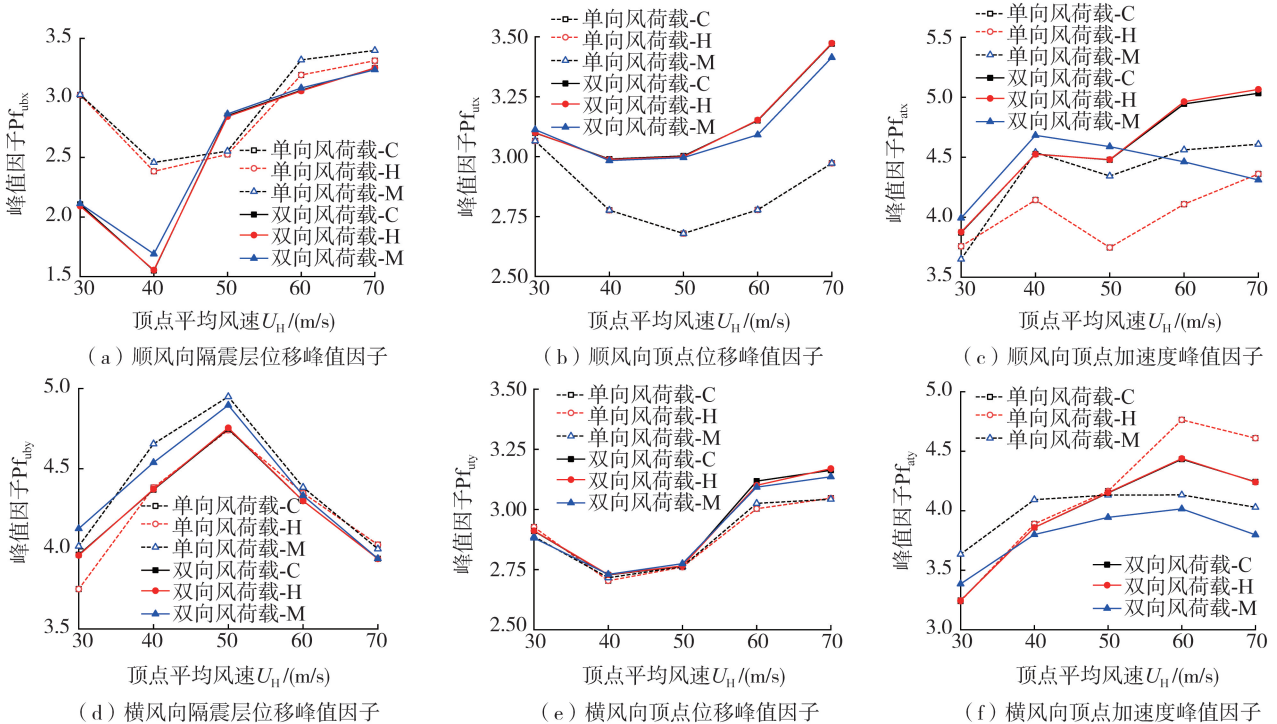 峰值因子Pf_ubx
3.5
3.0
2.5
2.0
1.5
单向风荷载-C
单向风荷载-H
单向风荷载-M
双向风荷载-C
双向风荷载-H
双向风荷载-M
30 40 50 60 70
顶点平均风速U_H/(m/s)
(a)顺风向隔震层位移峰值因子
峰值因子Pf_utx
3.50
3.25
3.00
2.75
2.50
单向风荷载-C
单向风荷载-H
单向风荷载-M
双向风荷载-C
双向风荷载-H
双向风荷载-M
30 40 50 60 70
顶点平均风速U_H/(m/s)
(b)顺风向顶点位移峰值因子
峰值因子Pf_atx
5.5
5.0
4.5
4.0
3.5
单向风荷载-C
单向风荷载-H
单向风荷载-M
双向风荷载-C
双向风荷载-H
双向风荷载-M
30 40 50 60 70
顶点平均风速U_H/(m/s)
(c)顺风向顶点加速度峰值因子
峰值因子Pf_uby
5.0
4.5
4.0
3.5
单向风荷载-C
单向风荷载-H
单向风荷载-M
双向风荷载-C
双向风荷载-H
双向风荷载-M
30 40 50 60 70
顶点平均风速U_H/(m/s)
(d)横风向隔震层位移峰值因子
峰值因子Pf_uty
3.50
3.25
3.00
2.75
2.50
单向风荷载-C
单向风荷载-H
单向风荷载-M
双向风荷载-C
双向风荷载-H
双向风荷载-M
30 40 50 60 70
顶点平均风速U_H/(m/s)
(e)横风向顶点位移峰值因子
峰值因子Pf_aty
5.0
4.5
4.0
3.5
3.0
单向风荷载-C
单向风荷载-H
单向风荷载-M
双向风荷载-C
双向风荷载-H
双向风荷载-M
30 40 50 60 70
顶点平均风速U_H/(m/s)
(f)横风向顶点加速度峰值因子